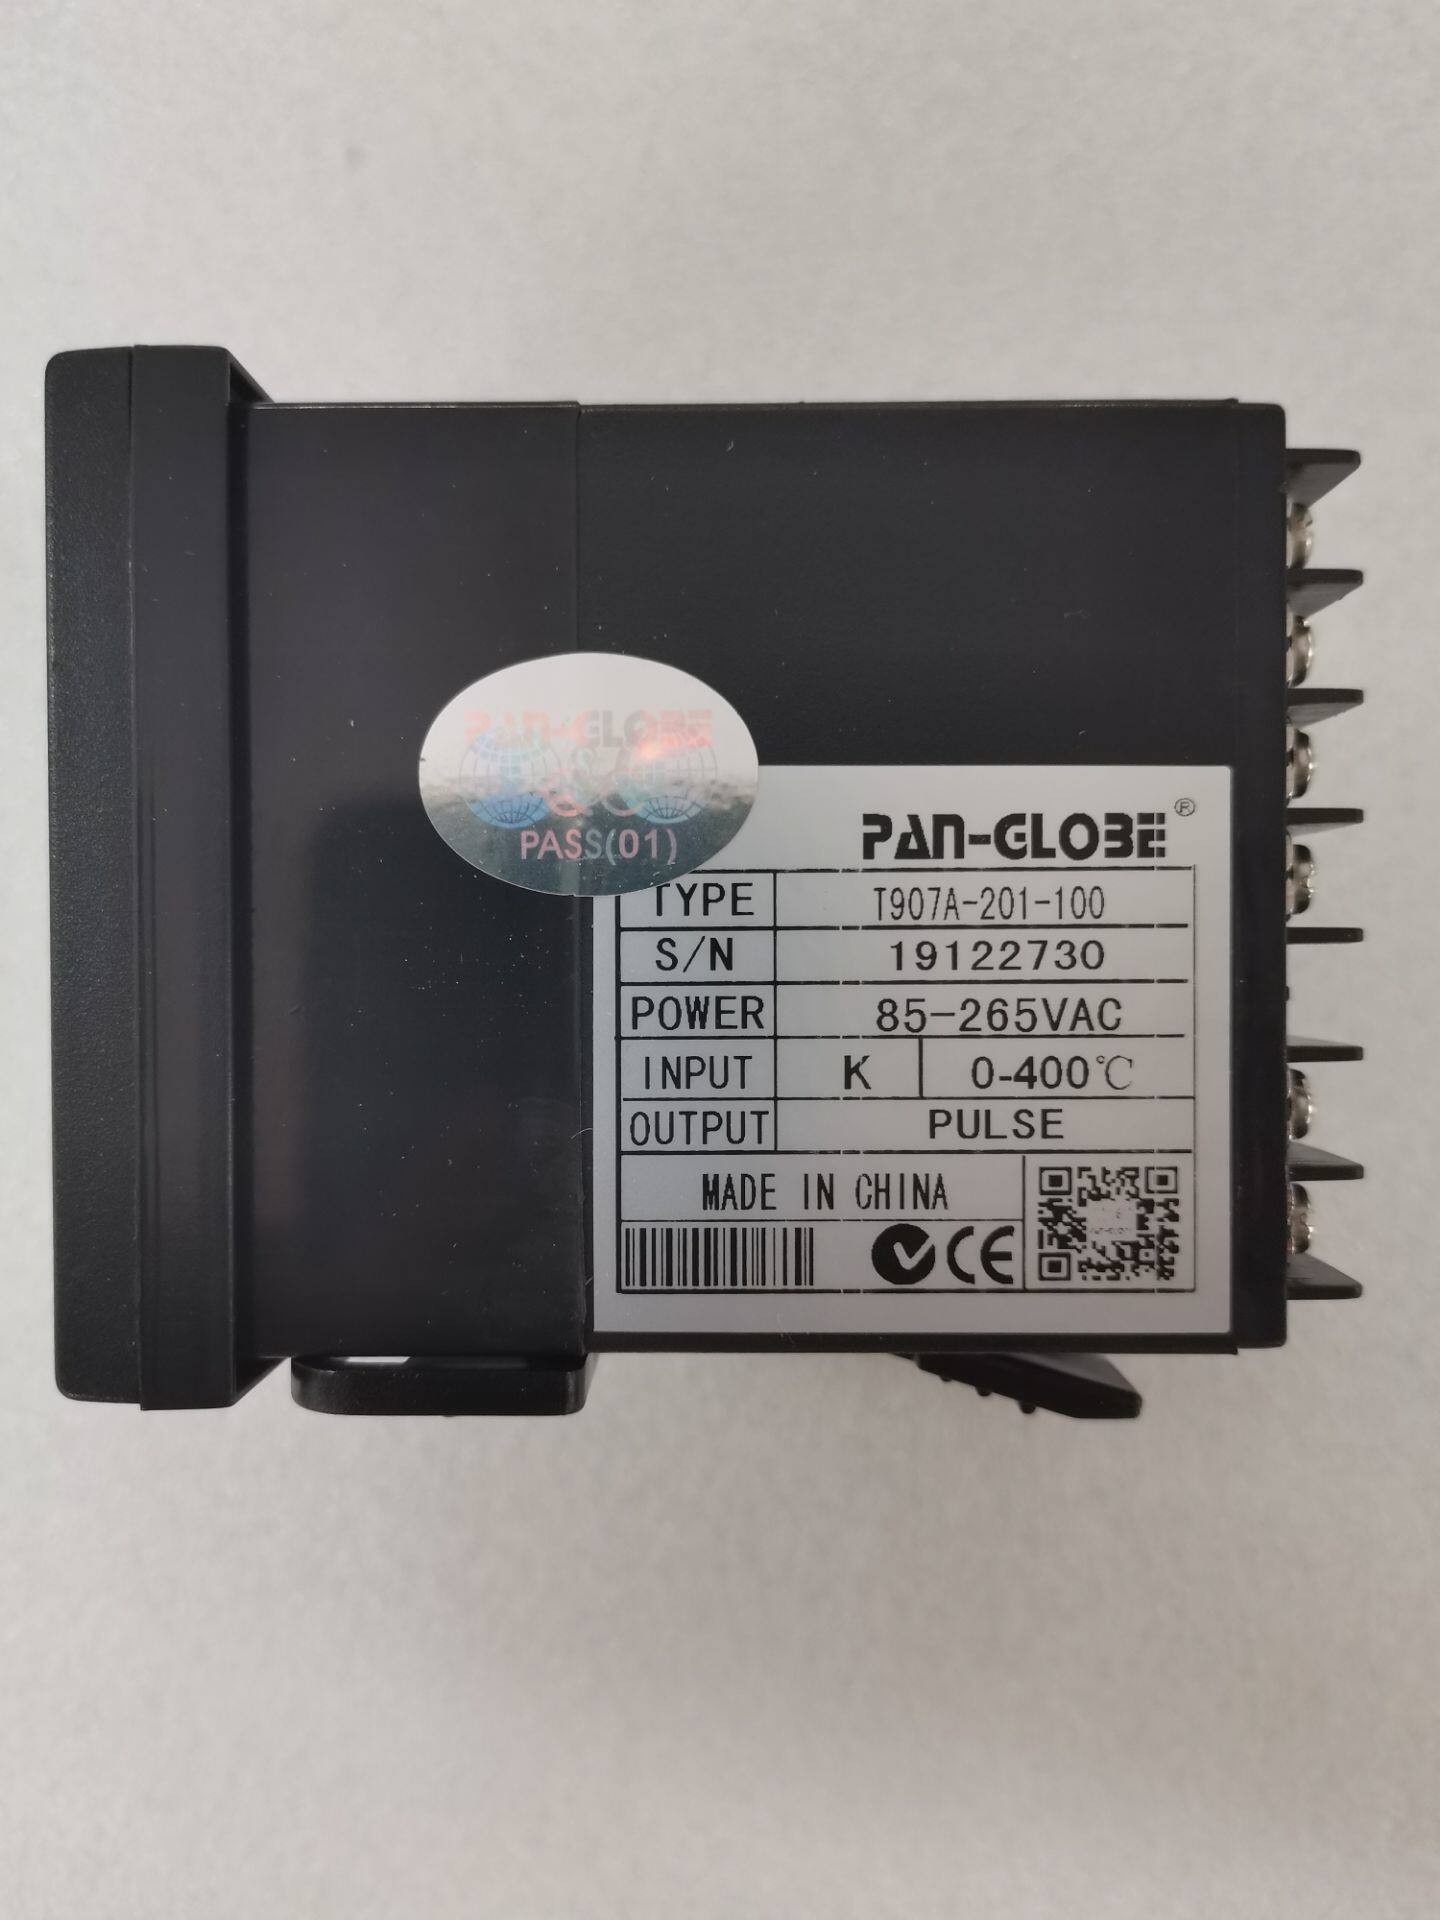 PAN-GLOBE
PASS(01)
PAN-GLOBE®
TYPE T907A-201-100
S/N 19122730
POWER 85-265VAC
INPUT K 0-400℃
OUTPUT PULSE
MADE IN CHINA
CE